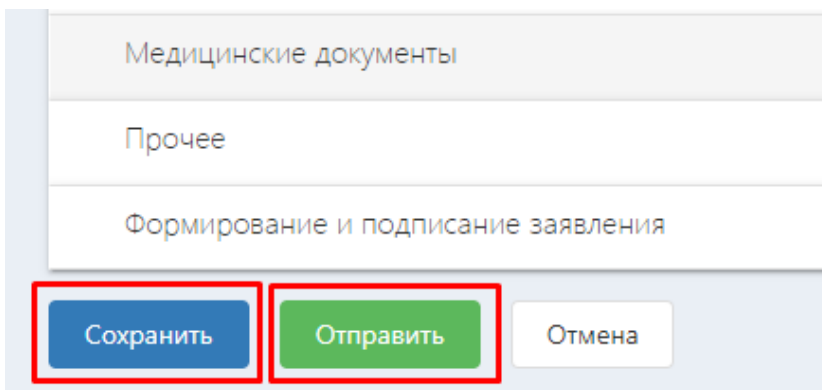 Медицинские документы
Прочее
Формирование и подписание заявления
Сохранить Отправить Отмена